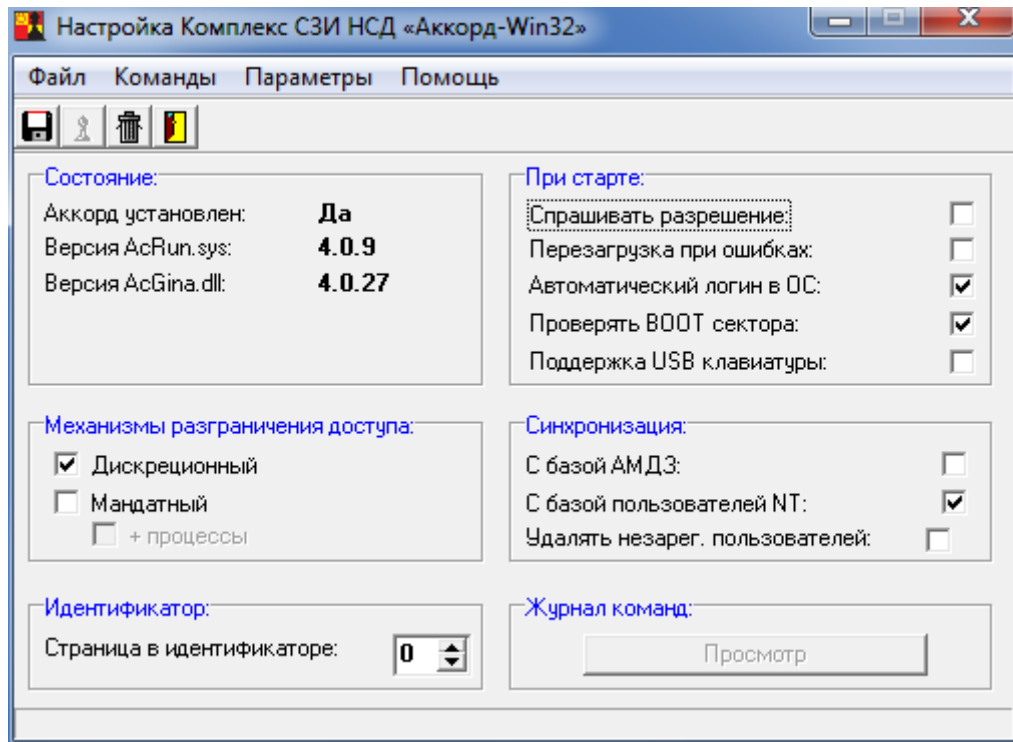 Настройка Комплекс СЗИ НСД «Аккорд-Win32»
Файл Команды Параметры Помощь
Состояние:
Аккорд установлен: Да
Версия AcRun.sys: 4.0.9
Версия AcGina.dll: 4.0.27
При старте:
Спрашивать разрешение:
Перезагрузка при ошибках:
Автоматический логин в ОС:
Проверять BOOT сектора:
Поддержка USB клавиатуры:
Механизмы разграничения доступа:
Дискреционный
Мандатный
+ процессы
Синхронизация:
С базой АМДЗ:
С базой пользователей NT:
Удалять незарег. пользователей:
Идентификатор:
Страница в идентификаторе: 0
Журнал команд:
Просмотр